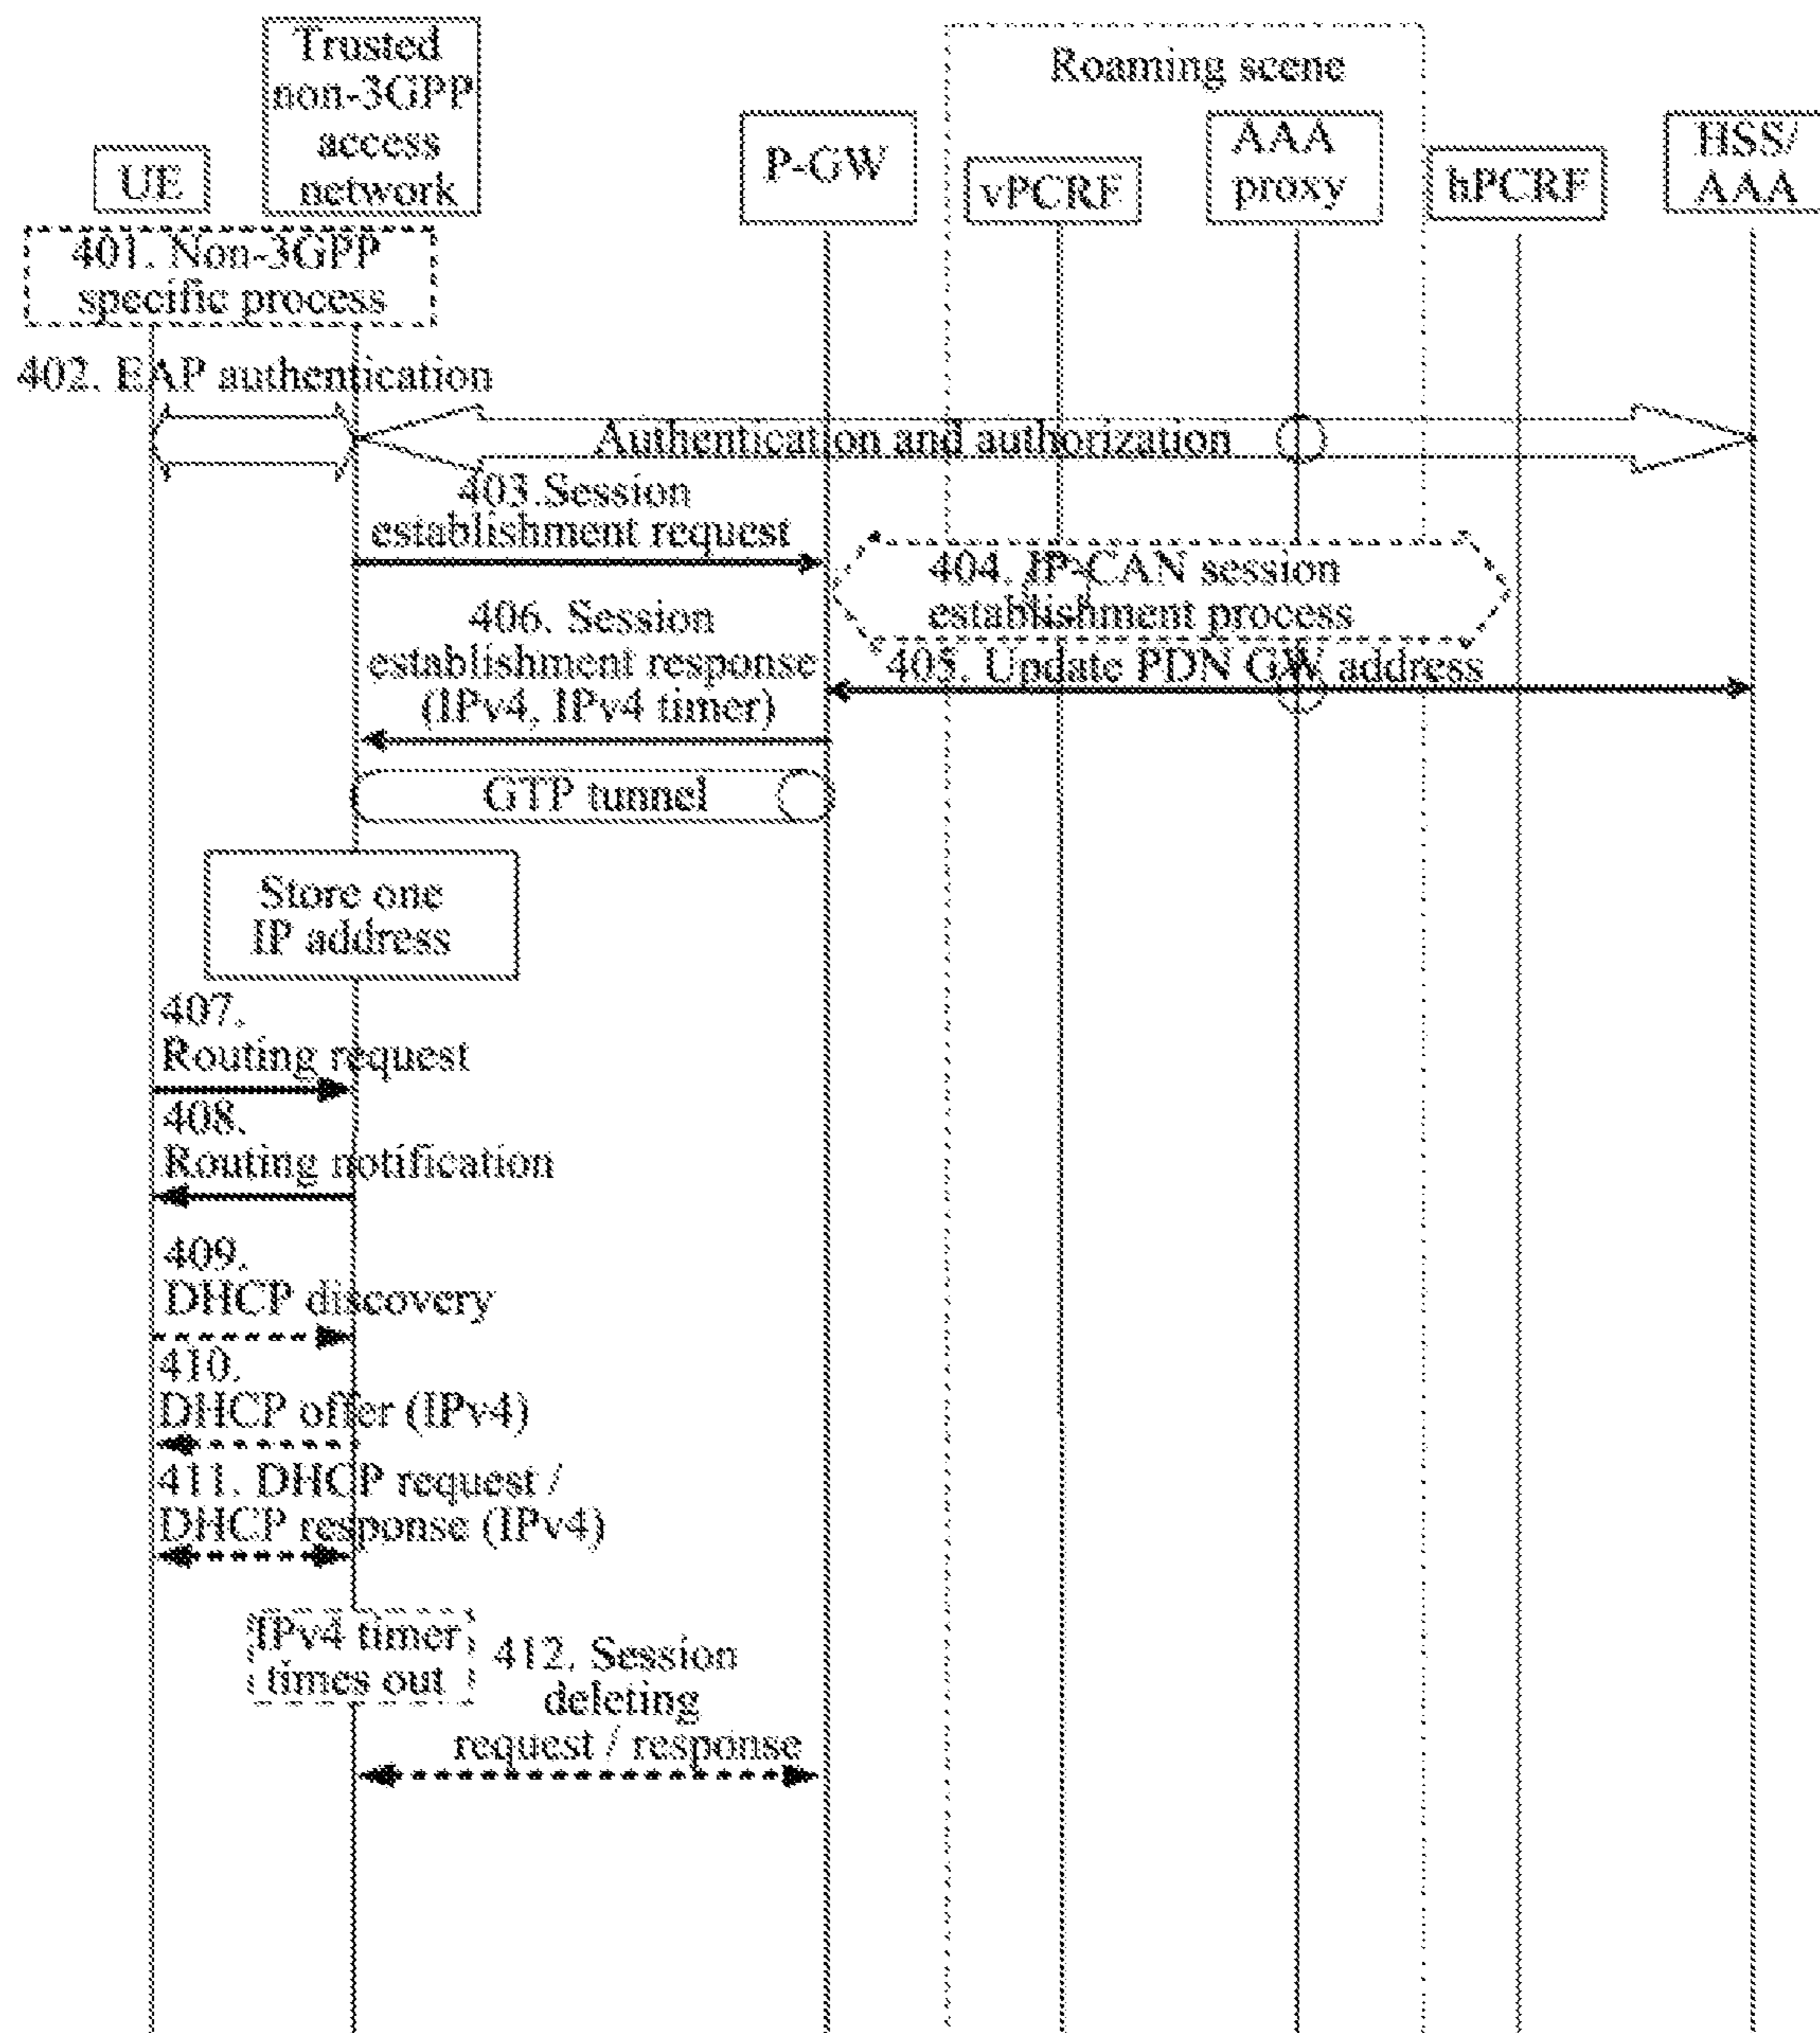 Trusted
non-3GPP
access
network
Roaming scene
UE
P-GW
vPCRF
AAA
proxy
hPCRF
HSS/
AAA
401. Non-3GPP
specific process
402. EAP authentication
Authentication and authorization
403.Session
establishment request
404. IP-CAN session
establishment process
405. Update PDN GW address
406. Session
establishment response
(IPv4, IPv4 timer)
GTP tunnel
Store one
IP address
407.
Routing request
408.
Routing notification
409.
DHCP discovery
410.
DHCP offer (IPv4)
411. DHCP request /
DHCP response (IPv4)
IPv4 timer
times out
412. Session
deleting
request / response